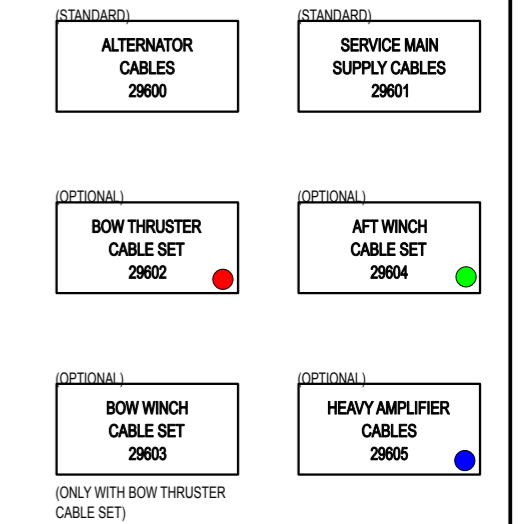 (STANDARD)
ALTERNATOR
CABLES
29600
(STANDARD)
SERVICE MAIN
SUPPLY CABLES
29601
(OPTIONAL)
BOW THRUSTER
CABLE SET
29602
(OPTIONAL)
AFT WINCH
CABLE SET
29604
(OPTIONAL)
BOW WINCH
CABLE SET
29603
(ONLY WITH BOW THRUSTER
CABLE SET)
(OPTIONAL)
HEAVY AMPLIFIER
CABLES
29605